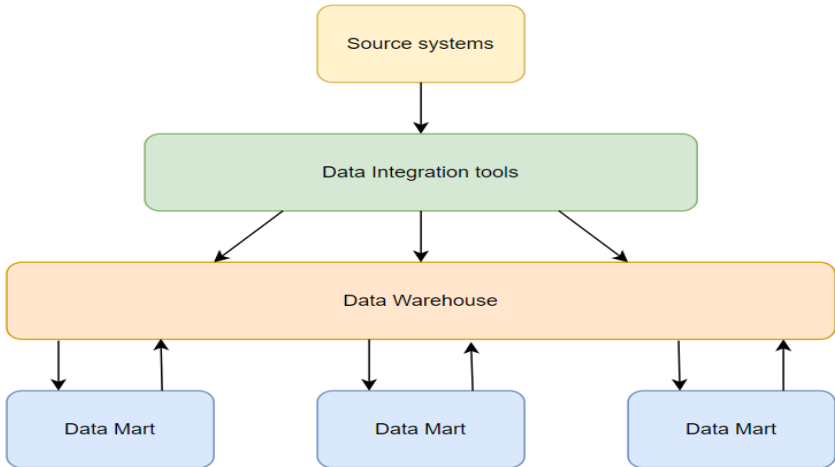 Source systems
Data Integration tools
Data Warehouse
Data Mart
Data Mart
Data Mart